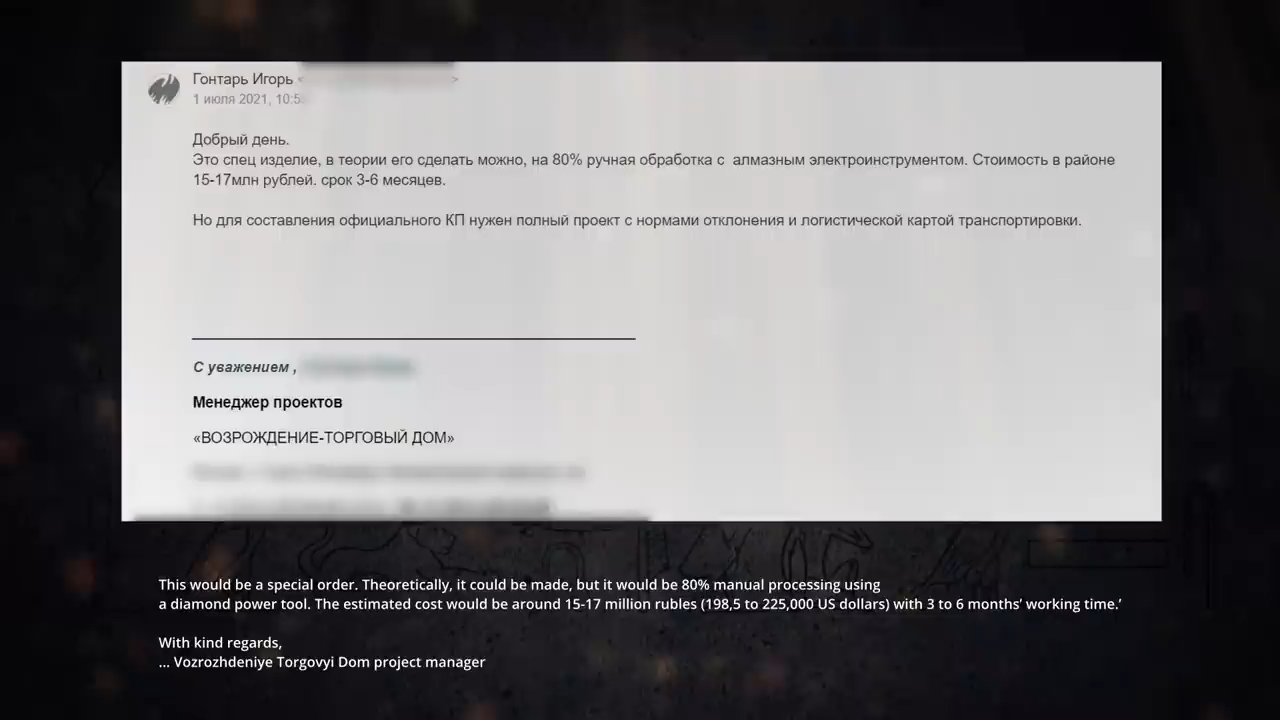 Гонтарь Игорь < >
1 июля 2021, 10:5
Добрый день.
Это спец изделие, в теории его сделать можно, на 80% ручная обработка с алмазным электроинструментом. Стоимость в районе
15-17млн рублей. срок 3-6 месяцев.
Но для составления официального КП нужен полный проект с нормами отклонения и логистической картой транспортировки.
С уважением ,
Менеджер проектов
«ВОЗРОЖДЕНИЕ-ТОРГОВЫЙ ДОМ»
This would be a special order. Theoretically, it could be made, but it would be 80% manual processing using
a diamond power tool. The estimated cost would be around 15-17 million rubles (198,5 to 225,000 US dollars) with 3 to 6 months' working time.’
With kind regards,
... Vozrozhdeniye Torgovyi Dom project manager